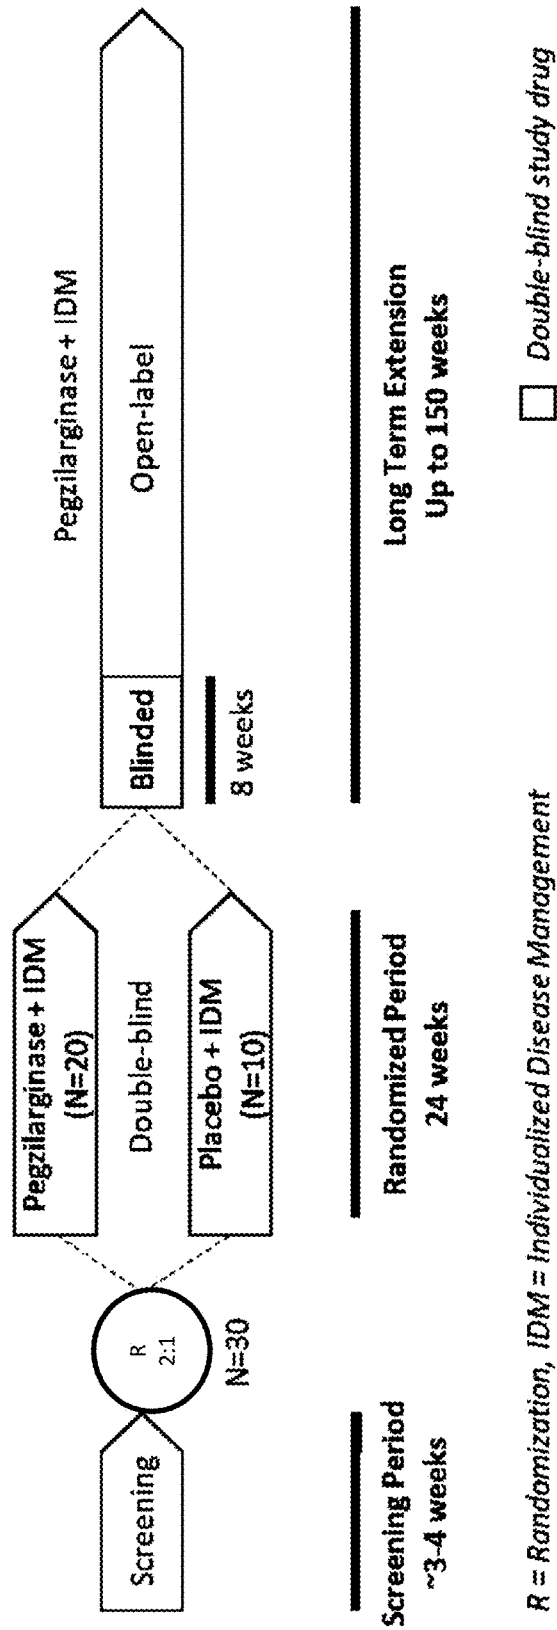 Screening
R
2:1
N=30
Pegzilarginase + IDM
(N=20)
Double-blind
Placebo + IDM
(N=10)
Blinded
8 weeks
Pegzilarginase + IDM
Open-label
Screening Period
~3-4 weeks
Randomized Period
24 weeks
Long Term Extension
Up to 150 weeks
R = Randomization, IDM = Individualized Disease Management
Double-blind study drug